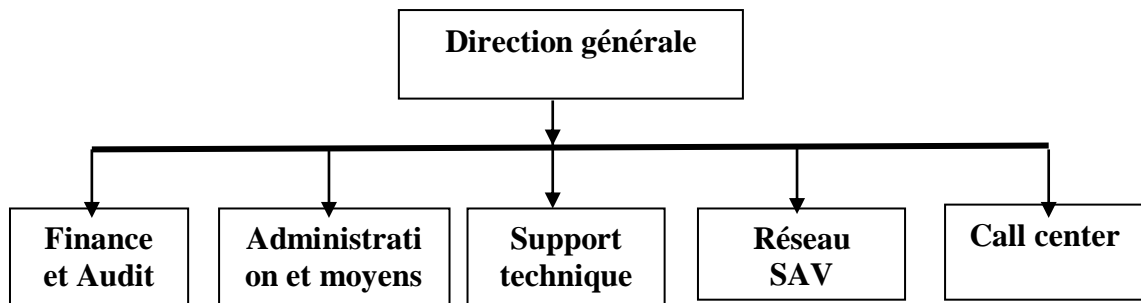 Direction générale
Finance
et Audit
Administrati
on et moyens
Support
technique
Réseau
SAV
Call center